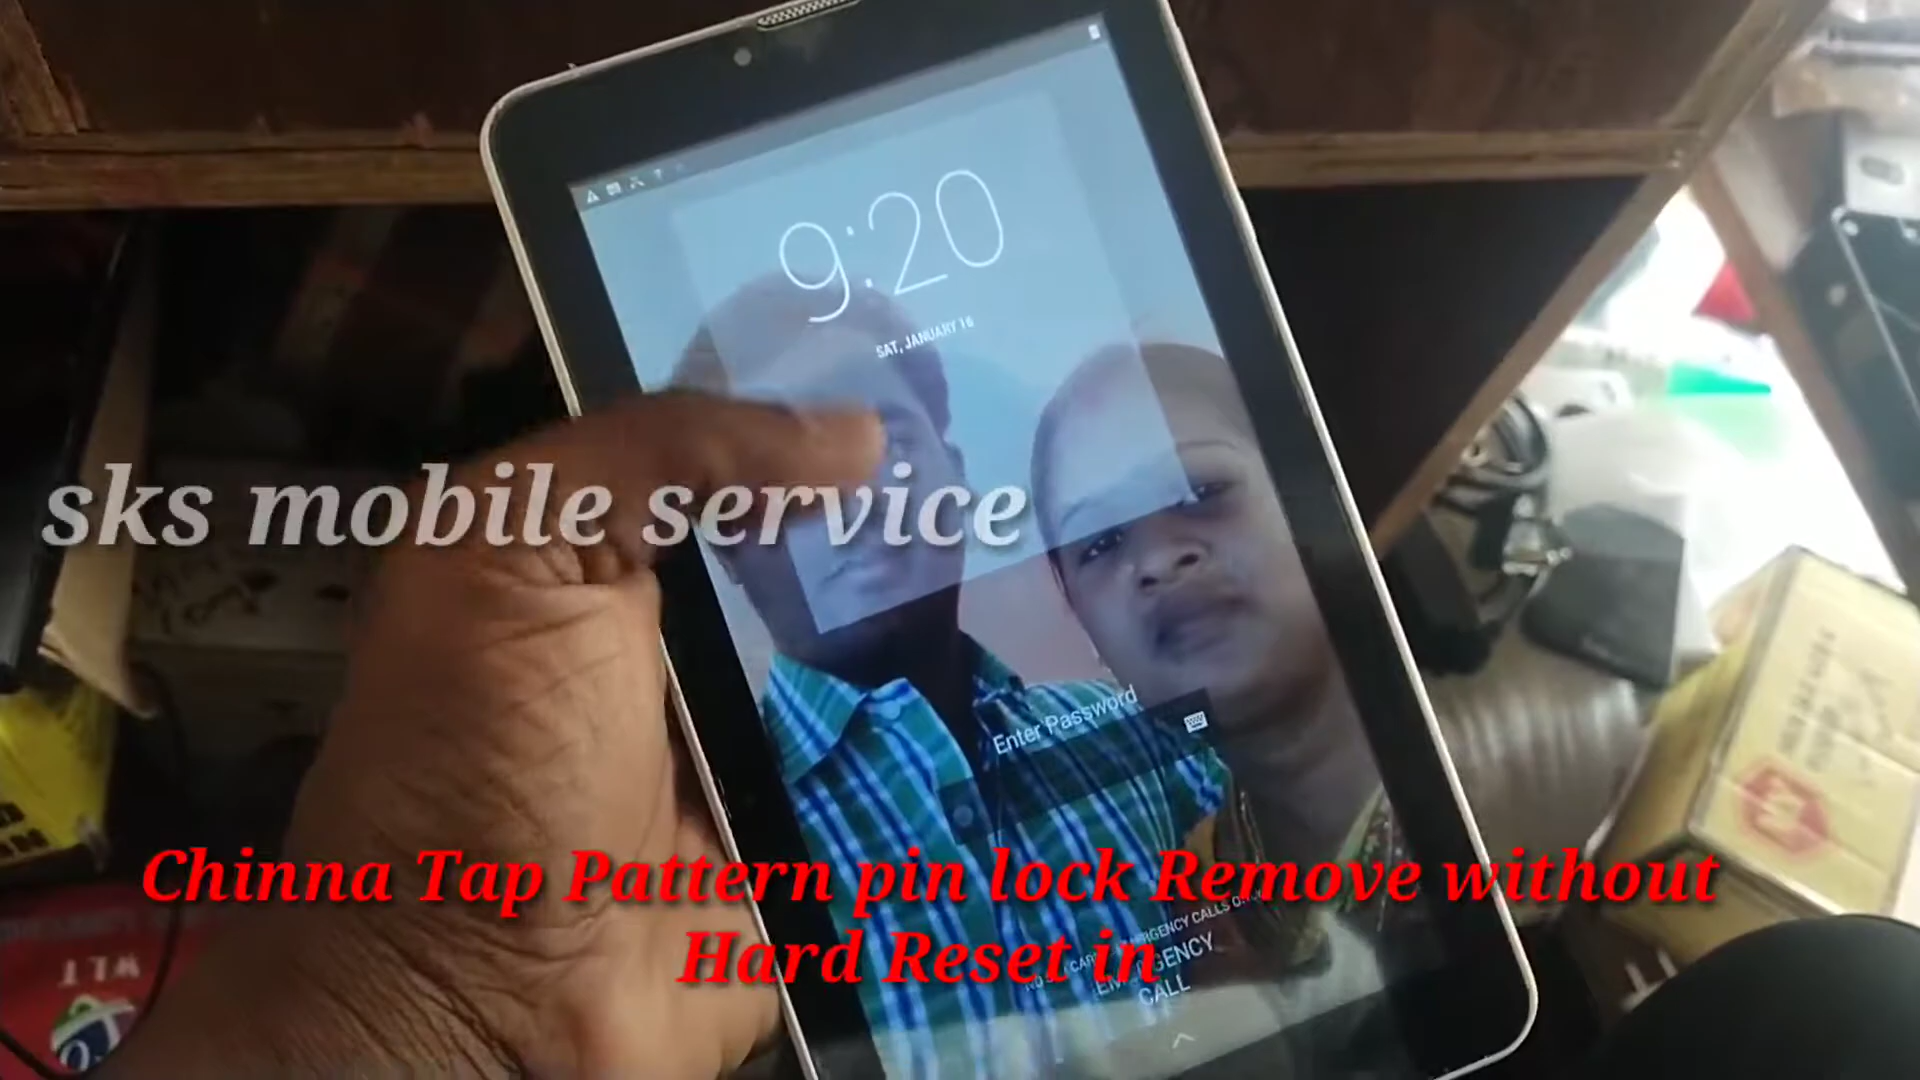 9:20
SAT, JANUARY 16
sks mobile service
Enter Password
Chinna Tap Pattern pin lock Remove without
Hard Reset in
EMERGENCY
CALL
WLT